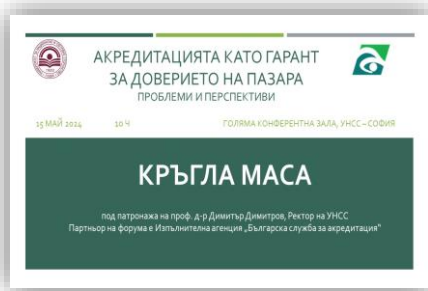 АКРЕДИТАЦИЯТА КАТО ГАРАНТ
ЗА ДОВЕРИЕТО НА ПАЗАРА
ПРОБЛЕМИ И ПЕРСПЕКТИВИ
15 МАЙ 2024 10 Ч ГОЛЯМА КОНФЕРЕНТНА ЗАЛА, УНСС – СОФИЯ
КРЪГЛА МАСА
под патронажа на проф. д-р Димитър Димитров, Ректор на УНСС
Партньор на форума е Изпълнителна агенция „Българска служба за акредитация"